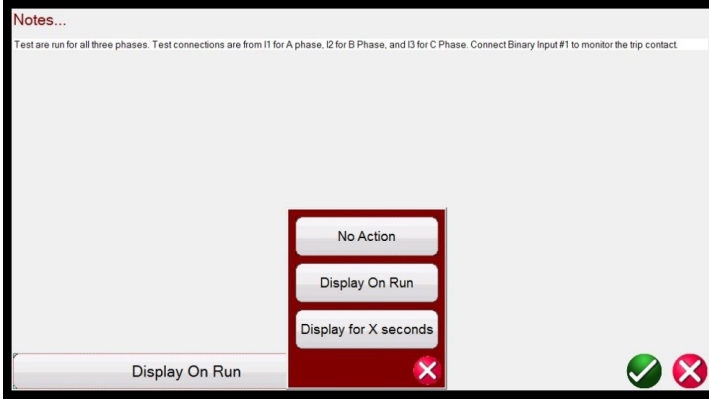 Notes...
Test are run for all three phases. Test connections are from I1 for A phase, I2 for B Phase, and I3 for C Phase. Connect Binary Input #1 to monitor the trip contact.
No Action
Display On Run
Display for X seconds
Display On Run